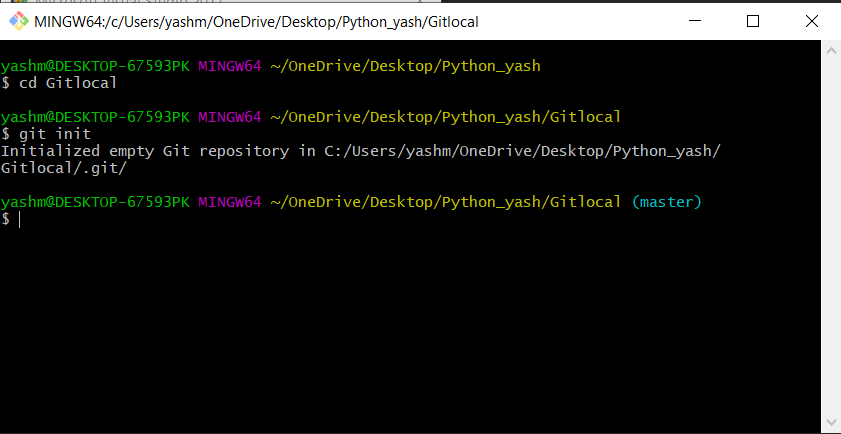 MINGW64:/c/Users/yashm/OneDrive/Desktop/Python_yash/Gitlocal
yashm@DESKTOP-67593PK MINGW64 ~/OneDrive/Desktop/Python_yash
$ cd Gitlocal
yashm@DESKTOP-67593PK MINGW64 ~/OneDrive/Desktop/Python_yash/Gitlocal
$ git init
Initialized empty Git repository in C:/Users/yashm/OneDrive/Desktop/Python_yash/
Gitlocal/.git/
yashm@DESKTOP-67593PK MINGW64 ~/OneDrive/Desktop/Python_yash/Gitlocal (master)
$